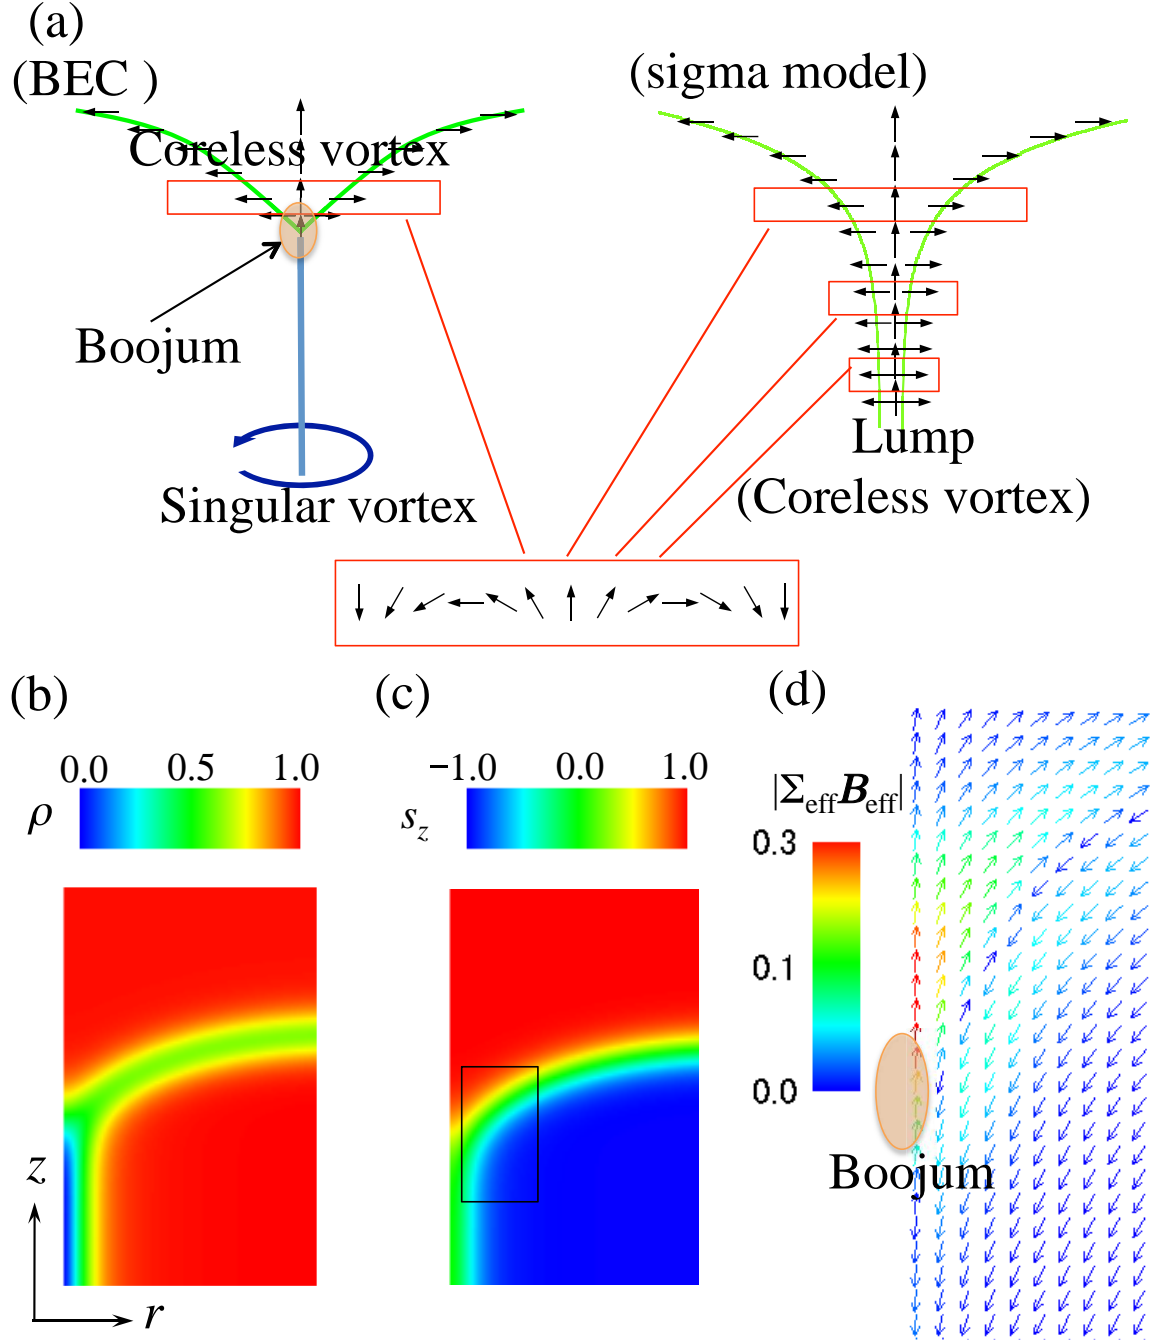 (a)
(BEC )
(sigma model)
Coreless vortex
Boojum
Singular vortex
Lump
(Coreless vortex)
(b)
(c)
(d)
0.0 0.5 1.0
ρ
−1.0 0.0 1.0
s_z
|Σ_eff B_eff|
0.3
0.1
0.0
Boojum
z
r